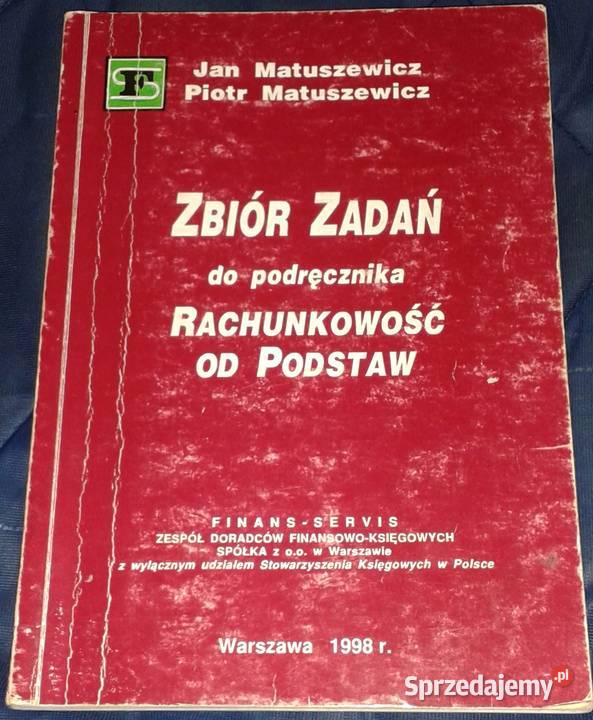 Jan Matuszewicz
Piotr Matuszewicz
ZBIÓR ZADAŃ
do podręcznika
RACHUNKOWOŚĆ
OD PODSTAW
FINANS-SERVIS
ZESPÓŁ DORADCÓW FINANSOWO-KSIĘGOWYCH
SPÓŁKA z o.o. w Warszawie
z wyłącznym udziałem Stowarzyszenia Księgowych w Polsce
Warszawa 1998 r.
Sprzedajemy.pl